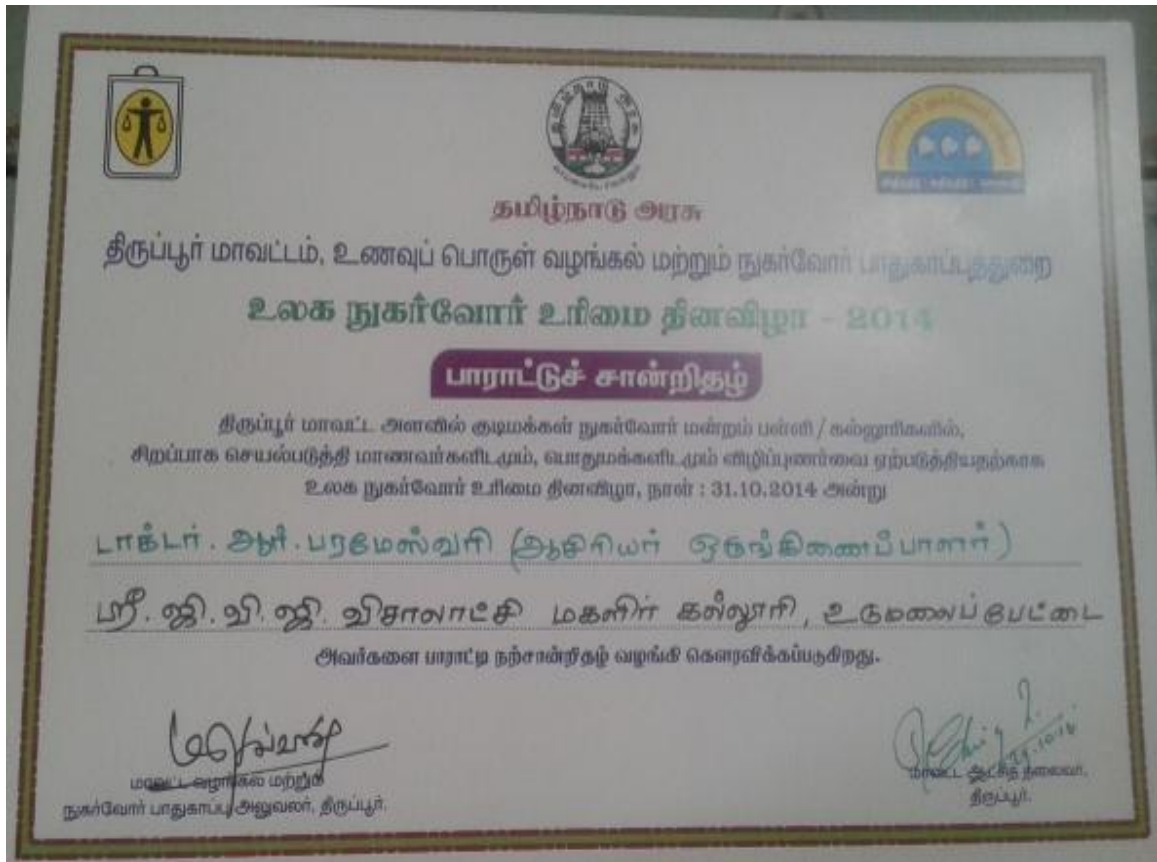 தமிழ்நாடு அரசு
திருப்பூர் மாவட்டம், உணவுப் பொருள் வழங்கல் மற்றும் நுகர்வோர் பாதுகாப்புத்துறை
உலக நுகர்வோர் உரிமை தினவிழா - 2014
பாராட்டுச் சான்றிதழ்
திருப்பூர் மாவட்ட அளவில் குடிமக்கள் நுகர்வோர் மன்றம் பள்ளி / கல்லூரிகளில்,
சிறப்பாக செயல்படுத்தி மாணவர்களிடமும், பொதுமக்களிடமும் விழிப்புணர்வை ஏற்படுத்தியதற்காக
உலக நுகர்வோர் உரிமை தினவிழா, நாள் : 31.10.2014 அன்று
டாக்டர். ஆர். பரமேஸ்வரி (ஆசிரியர் ஒருங்கிணைப்பாளர்)
ஸ்ரீ. ஜி. வி. ஜி. விசாலாட்சி மகளிர் கல்லூரி, உடுமலைப்பேட்டை
அவர்களை பாராட்டி நற்சான்றிதழ் வழங்கி கௌரவிக்கப்படுகிறது.
மாவட்ட வழங்கல் மற்றும்
நுகர்வோர் பாதுகாப்பு அலுவலர், திருப்பூர்.
மாவட்ட ஆட்சித் தலைவர்,
திருப்பூர்.